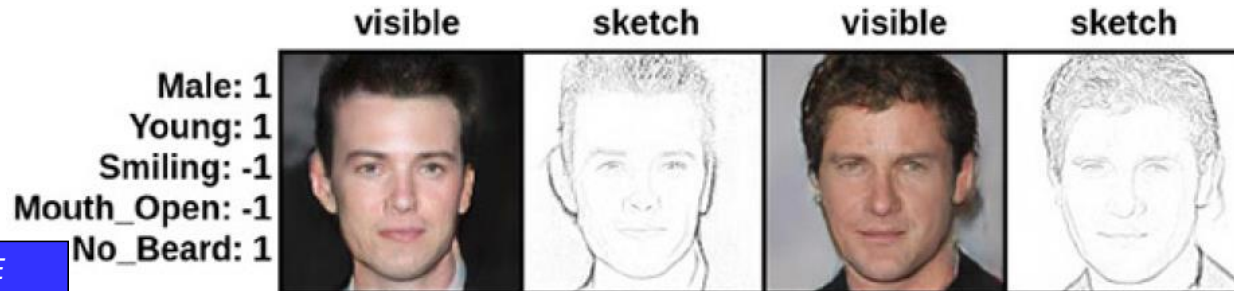 visible sketch visible sketch
Male: 1
Young: 1
Smiling: -1
Mouth_Open: -1
No_Beard: 1